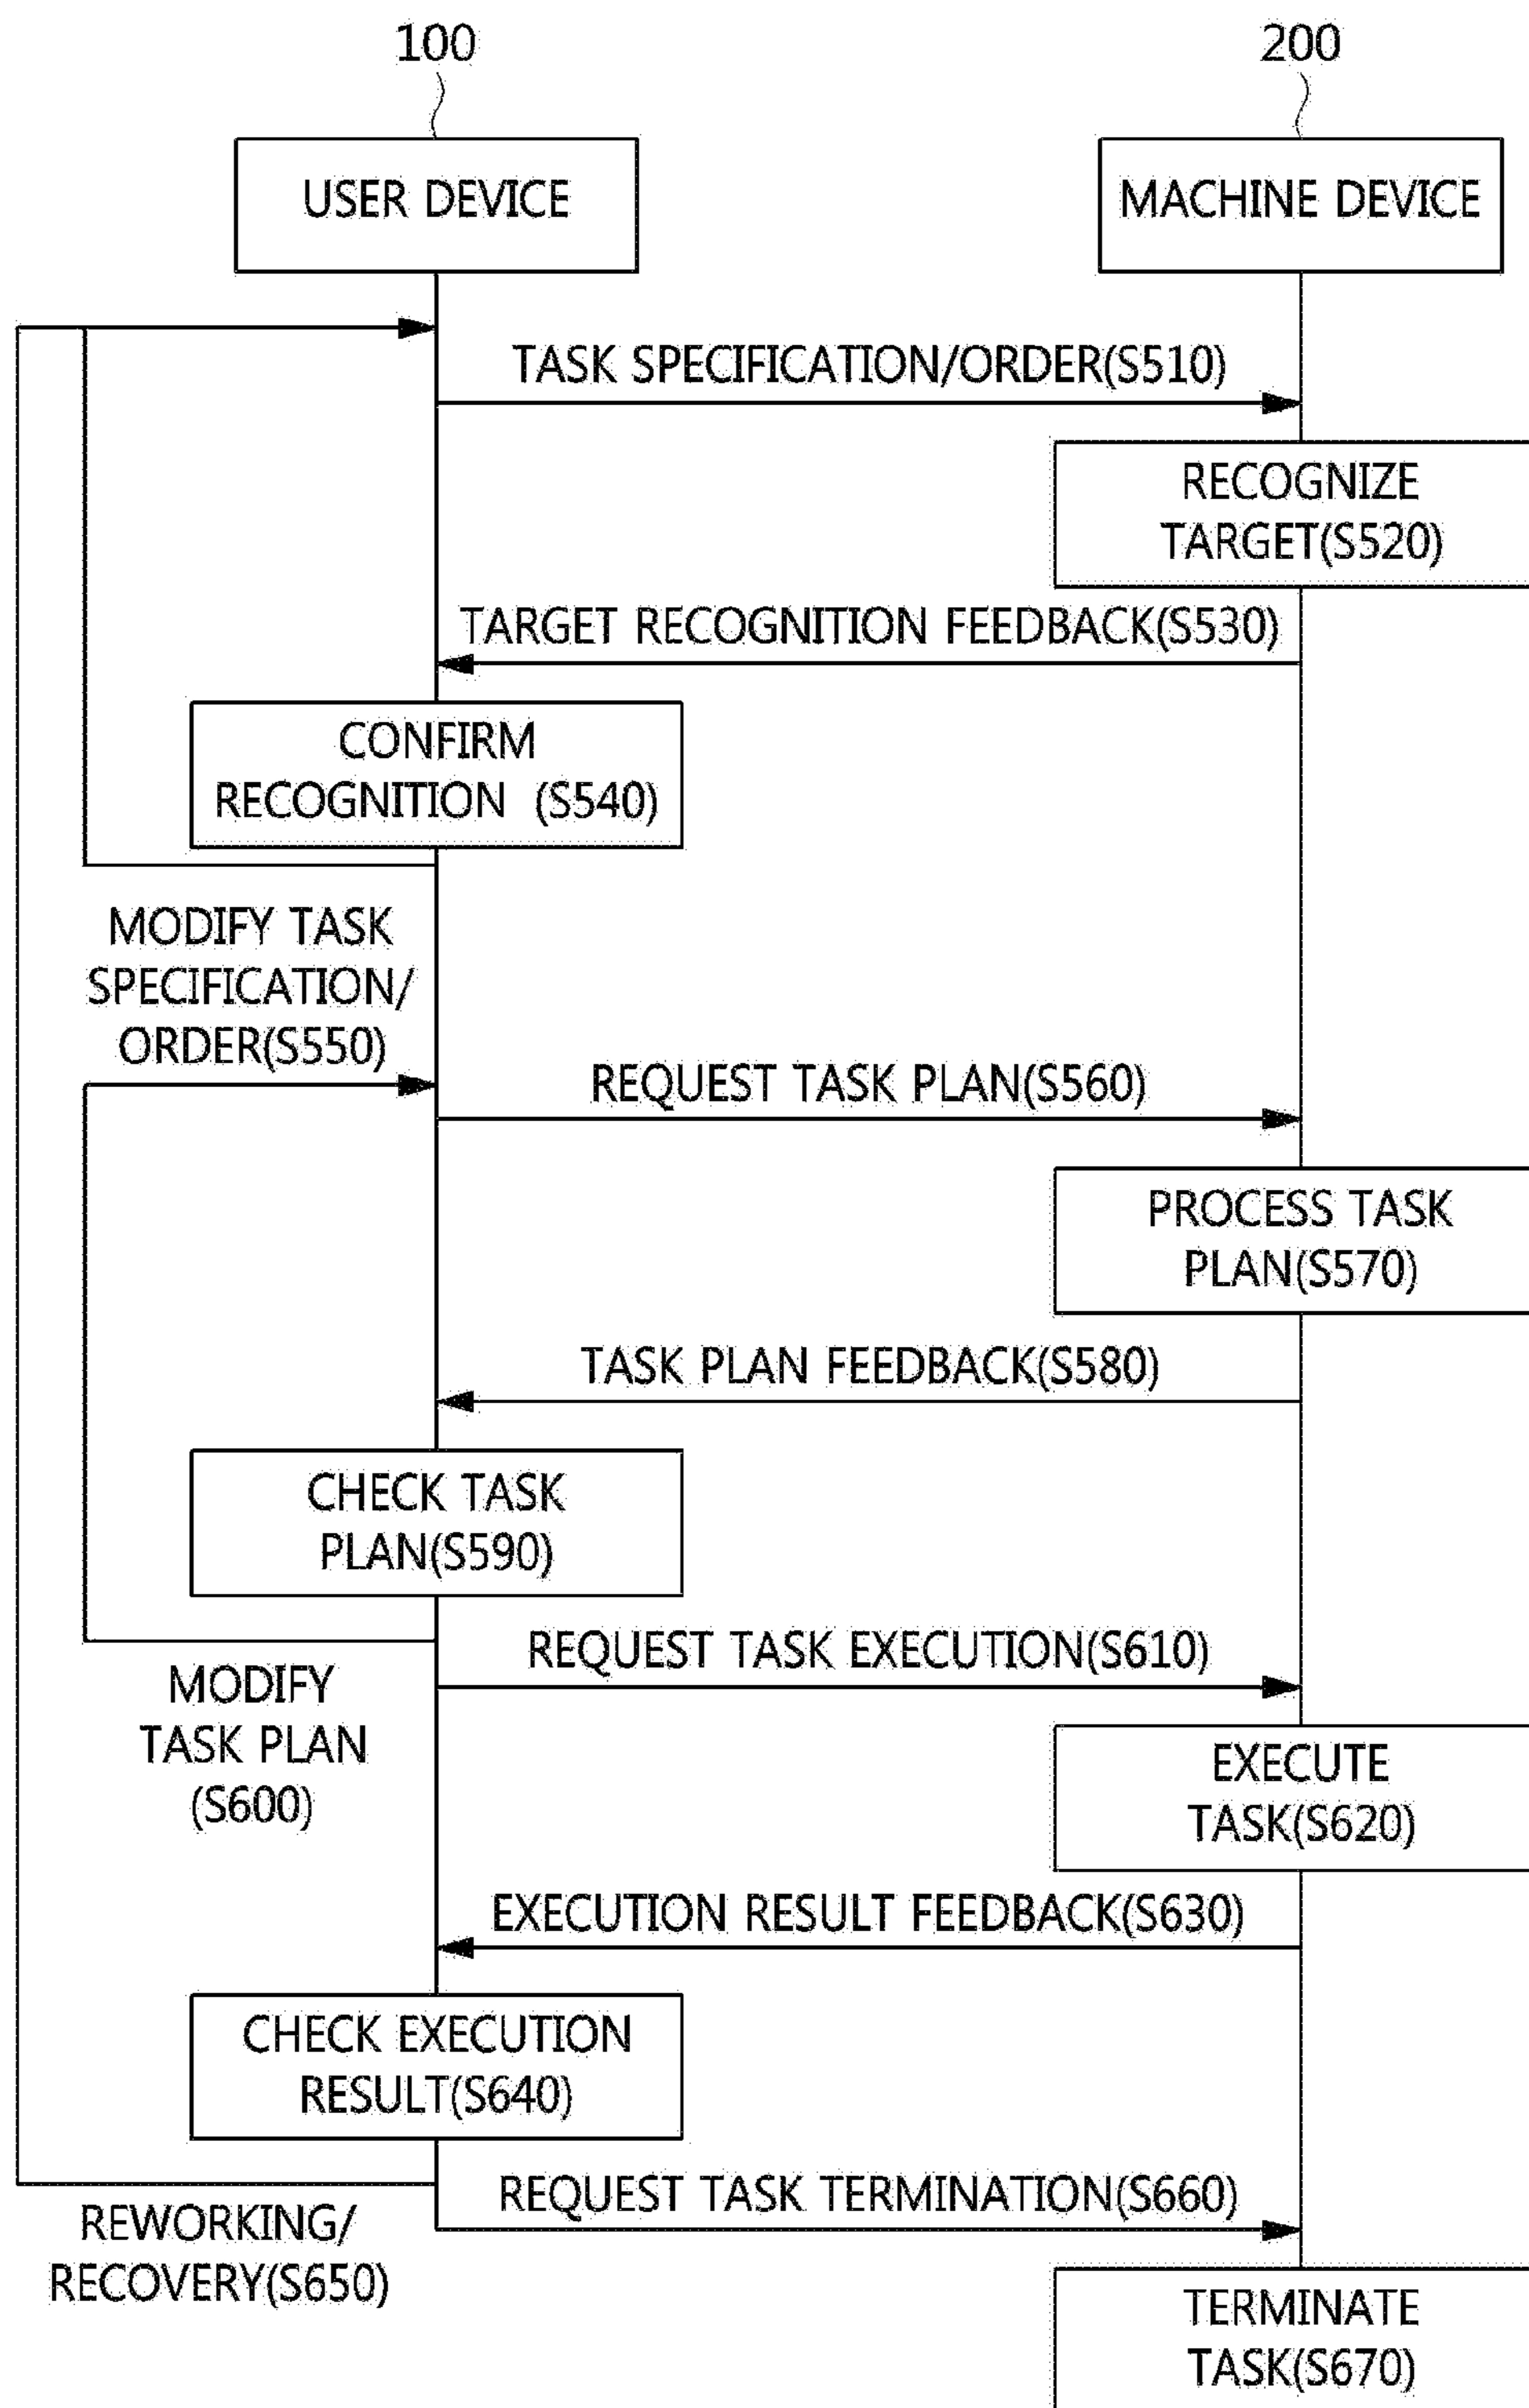 100
200
USER DEVICE
MACHINE DEVICE
TASK SPECIFICATION/ORDER(S510)
RECOGNIZE
TARGET(S520)
TARGET RECOGNITION FEEDBACK(S530)
CONFIRM
RECOGNITION (S540)
MODIFY TASK
SPECIFICATION/
ORDER(S550)
REQUEST TASK PLAN(S560)
PROCESS TASK
PLAN(S570)
TASK PLAN FEEDBACK(S580)
CHECK TASK
PLAN(S590)
MODIFY
TASK PLAN
(S600)
REQUEST TASK EXECUTION(S610)
EXECUTE
TASK(S620)
EXECUTION RESULT FEEDBACK(S630)
CHECK EXECUTION
RESULT(S640)
REWORKING/
RECOVERY(S650)
REQUEST TASK TERMINATION(S660)
TERMINATE
TASK(S670)